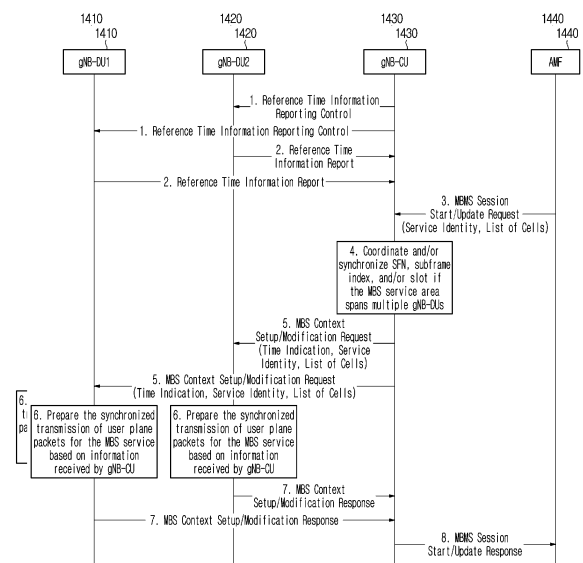 1410
1410
1420
1420
1430
1430
1440
1440
gNB-DU1
gNB-DU2
gNB-CU
AMF
1. Reference Time Information
Reporting Control
1. Reference Time Information Reporting Control
2. Reference Time
Information Report
2. Reference Time Information Report
3. MBMS Session
Start/Update Request
(Service Identity, List of Cells)
4. Coordinate and/or
synchronize SFN, subframe
index, and/or slot if
the MBS service area
spans multiple gNB-DUs
5. MBS Context
Setup/Modification Request
(Time Indication, Service
Identity, List of Cells)
5. MBS Context Setup/Modification Request
(Time Indication, Service Identity, List of Cells)
6.
6. Prepare the synchronized
transmission of user plane
packets for the MBS service
based on information
received by gNB-CU
6. Prepare the synchronized
transmission of user plane
packets for the MBS service
based on information
received by gNB-CU
7. MBS Context
Setup/Modification Response
7. MBS Context Setup/Modification Response
8. MBMS Session
Start/Update Response